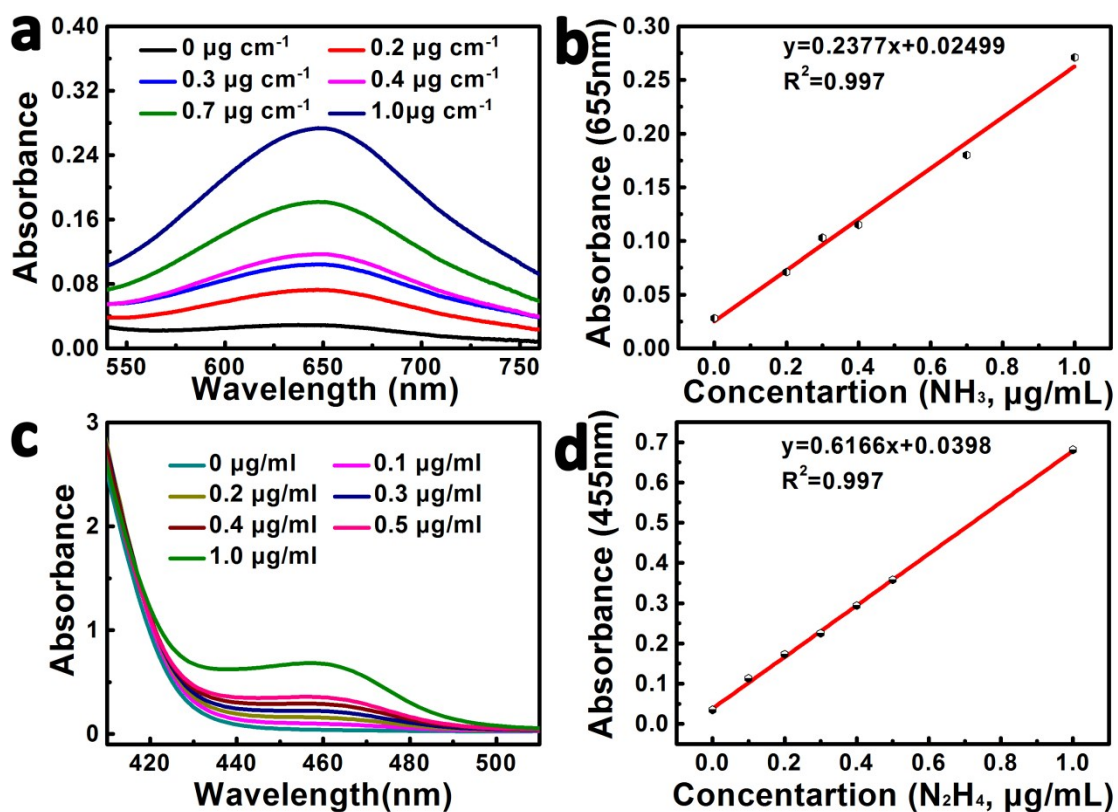 a
0.40
0.32
0.24
0.16
0.08
0.00
Absorbance
0 µg cm⁻¹ 0.2 µg cm⁻¹
0.3 µg cm⁻¹ 0.4 µg cm⁻¹
0.7 µg cm⁻¹ 1.0µg cm⁻¹
550 600 650 700 750
Wavelength (nm)
b
y=0.2377x+0.02499
R²=0.997
0.30
0.25
0.20
0.15
0.10
0.05
0.00
Absorbance (655nm)
0.0 0.2 0.4 0.6 0.8 1.0
Concentartion (NH₃, µg/mL)
c
3
2
1
0
Absorbance
0 µg/ml 0.1 µg/ml
0.2 µg/ml 0.3 µg/ml
0.4 µg/ml 0.5 µg/ml
1.0 µg/ml
420 440 460 480 500
Wavelength(nm)
d
y=0.6166x+0.0398
R²=0.997
0.7
0.6
0.5
0.4
0.3
0.2
0.1
0.0
Absorbance (455nm)
0.0 0.2 0.4 0.6 0.8 1.0
Concentartion (N₂H₄, µg/mL)